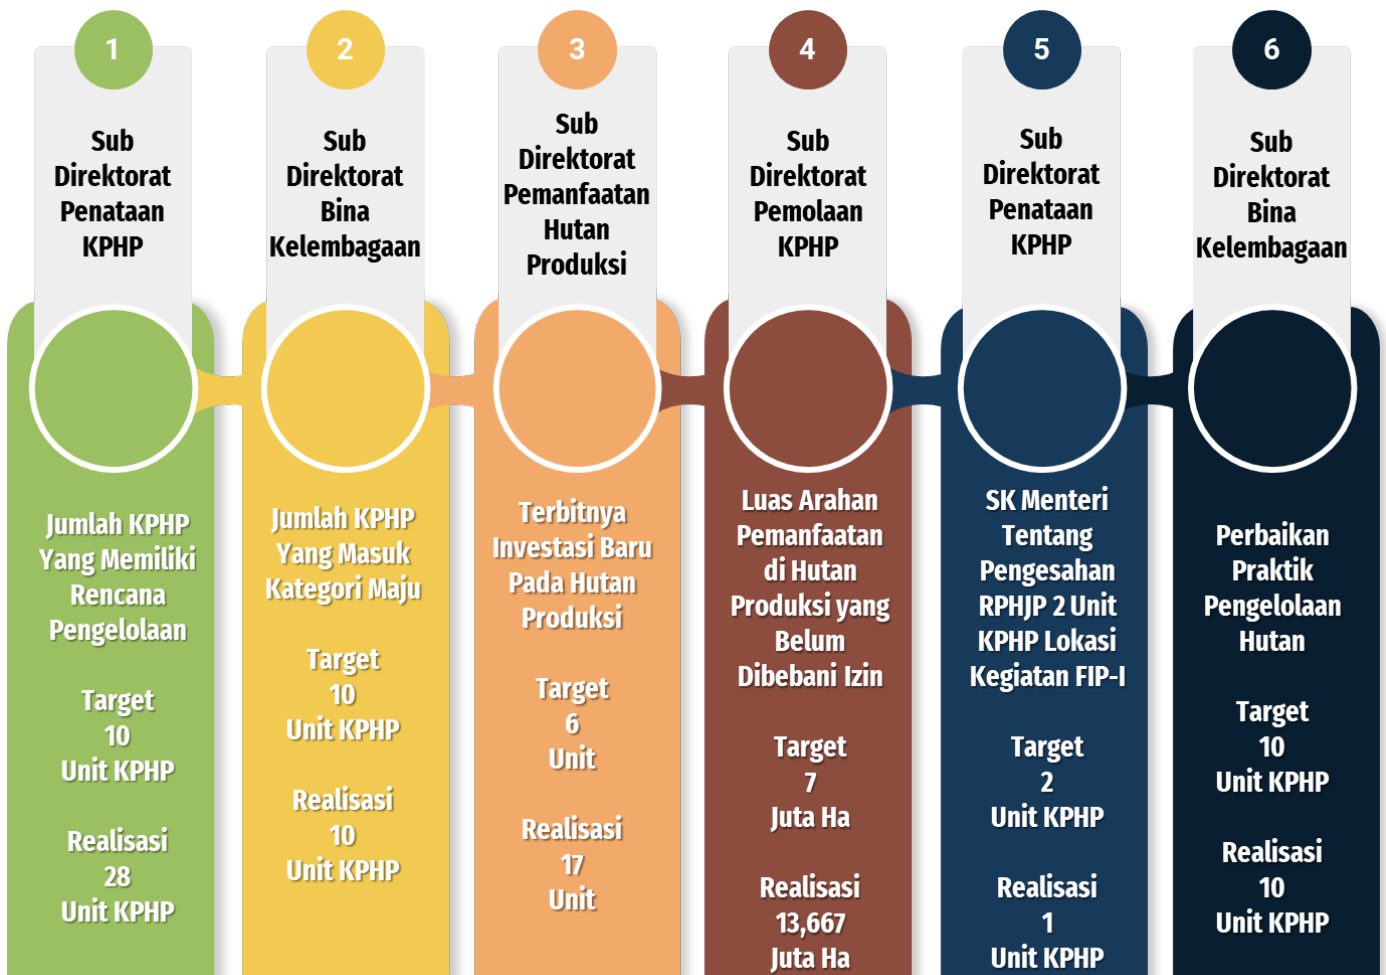 1
Sub
Direktorat
Penataan
KPHP
Jumlah KPHP
Yang Memiliki
Rencana
Pengelolaan
Target
10
Unit KPHP
Realisasi
28
Unit KPHP
2
Sub
Direktorat
Bina
Kelembagaan
Jumlah KPHP
Yang Masuk
Kategori Maju
Target
10
Unit KPHP
Realisasi
10
Unit KPHP
3
Sub
Direktorat
Pemanfaatan
Hutan
Produksi
Terbitnya
Investasi Baru
Pada Hutan
Produksi
Target
6
Unit
Realisasi
17
Unit
4
Sub
Direktorat
Pemolaan
KPHP
Luas Arahan
Pemanfaatan
di Hutan
Produksi yang
Belum
Dibebani Izin
Target
7
Juta Ha
Realisasi
13,667
Juta Ha
5
Sub
Direktorat
Penataan
KPHP
SK Menteri
Tentang
Pengesahan
RPHJP 2 Unit
KPHP Lokasi
Kegiatan FIP-I
Target
2
Unit KPHP
Realisasi
1
Unit KPHP
6
Sub
Direktorat
Bina
Kelembagaan
Perbaikan
Praktik
Pengelolaan
Hutan
Target
10
Unit KPHP
Realisasi
10
Unit KPHP